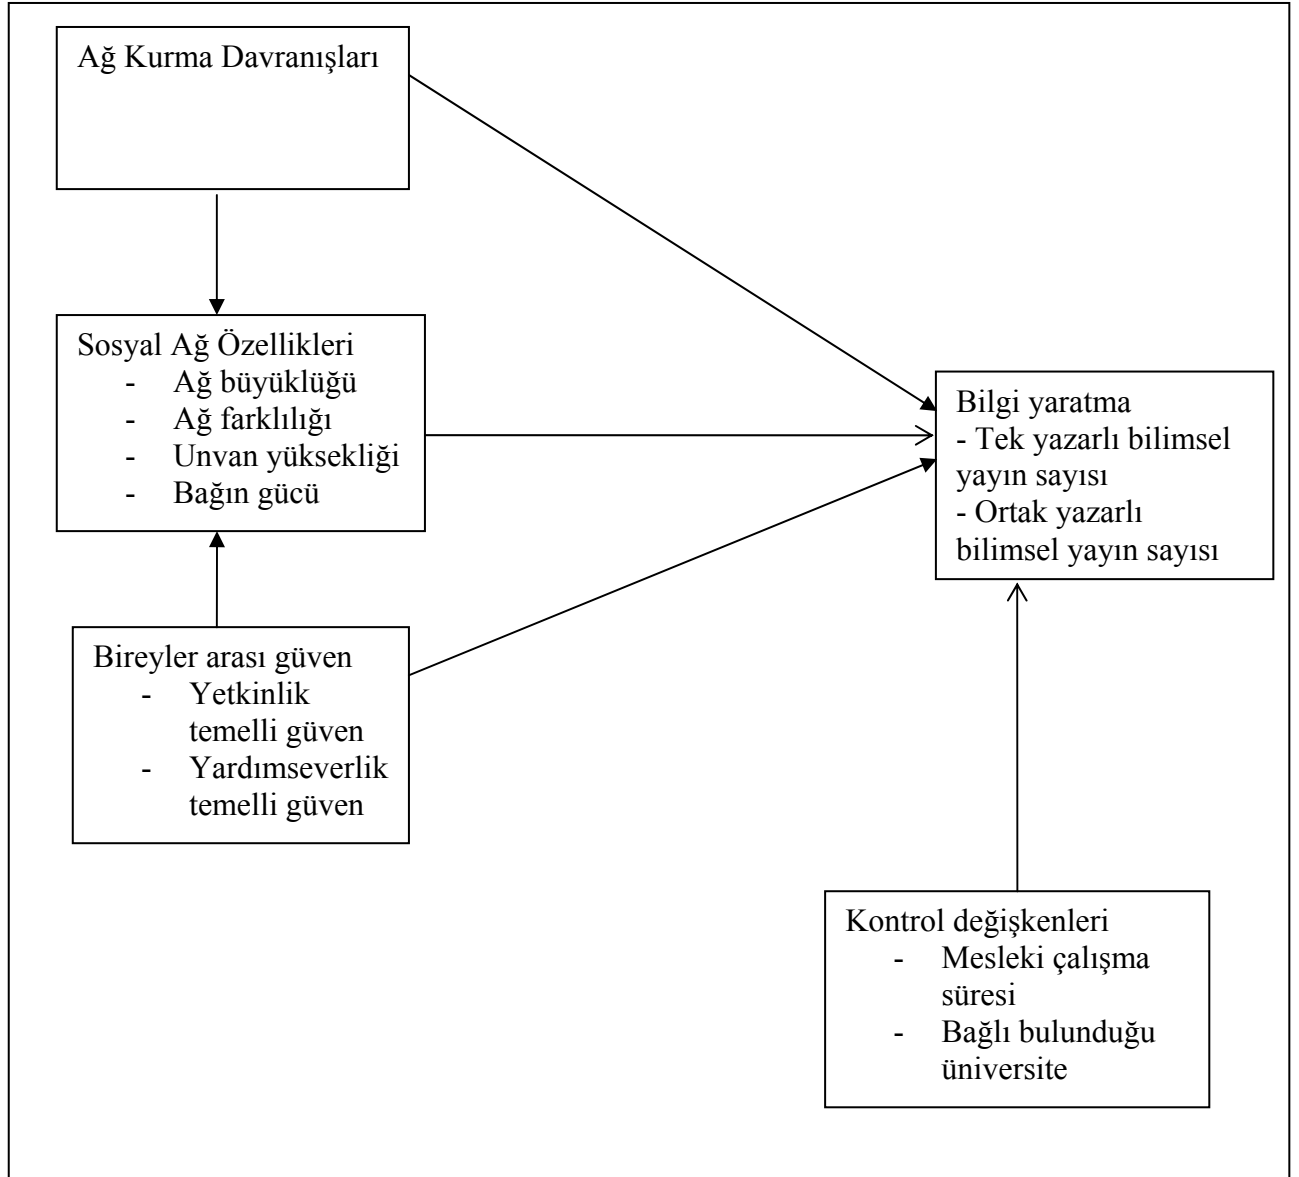 Ağ Kurma Davranışları
Sosyal Ağ Özellikleri
- Ağ büyüklüğü
- Ağ farklılığı
- Unvan yüksekliği
- Bağın gücü
Bilgi yaratma
- Tek yazarlı bilimsel
yayın sayısı
- Ortak yazarlı
bilimsel yayın sayısı
Bireyler arası güven
- Yetkinlik
temelli güven
- Yardımseverlik
temelli güven
Kontrol değişkenleri
- Mesleki çalışma
süresi
- Bağlı bulunduğu
üniversite